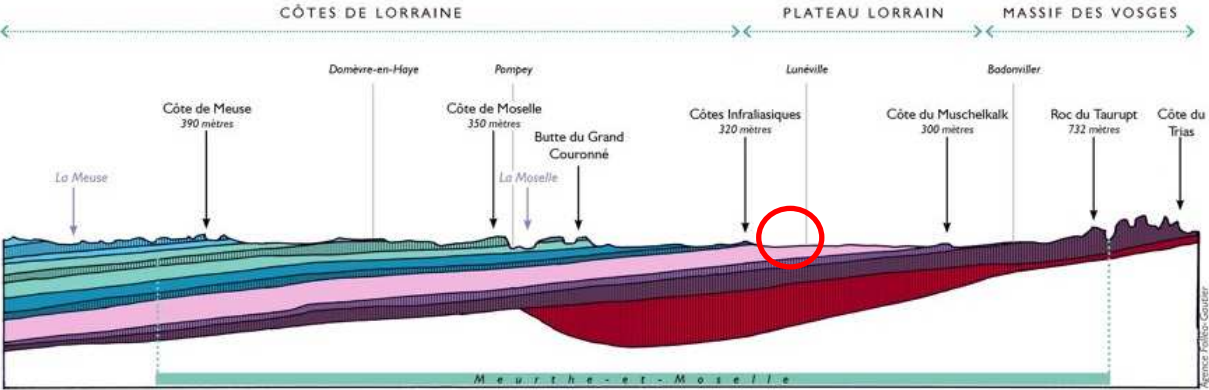 CÔTES DE LORRAINE
PLATEAU LORRAIN
MASSIF DES VOSGES
Domèvre-en-Haye
Pompey
Lunéville
Badonviller
Côte de Meuse
390 mètres
Côte de Moselle
350 mètres
Butte du Grand
Couronné
Côtes Infraliasiques
320 mètres
Côte du Muschelkalk
300 mètres
Roc du Taurupt
732 mètres
Côte du
Trias
La Meuse
La Moselle
Meurthe-et-Moselle
Agence Folléa-Gautier